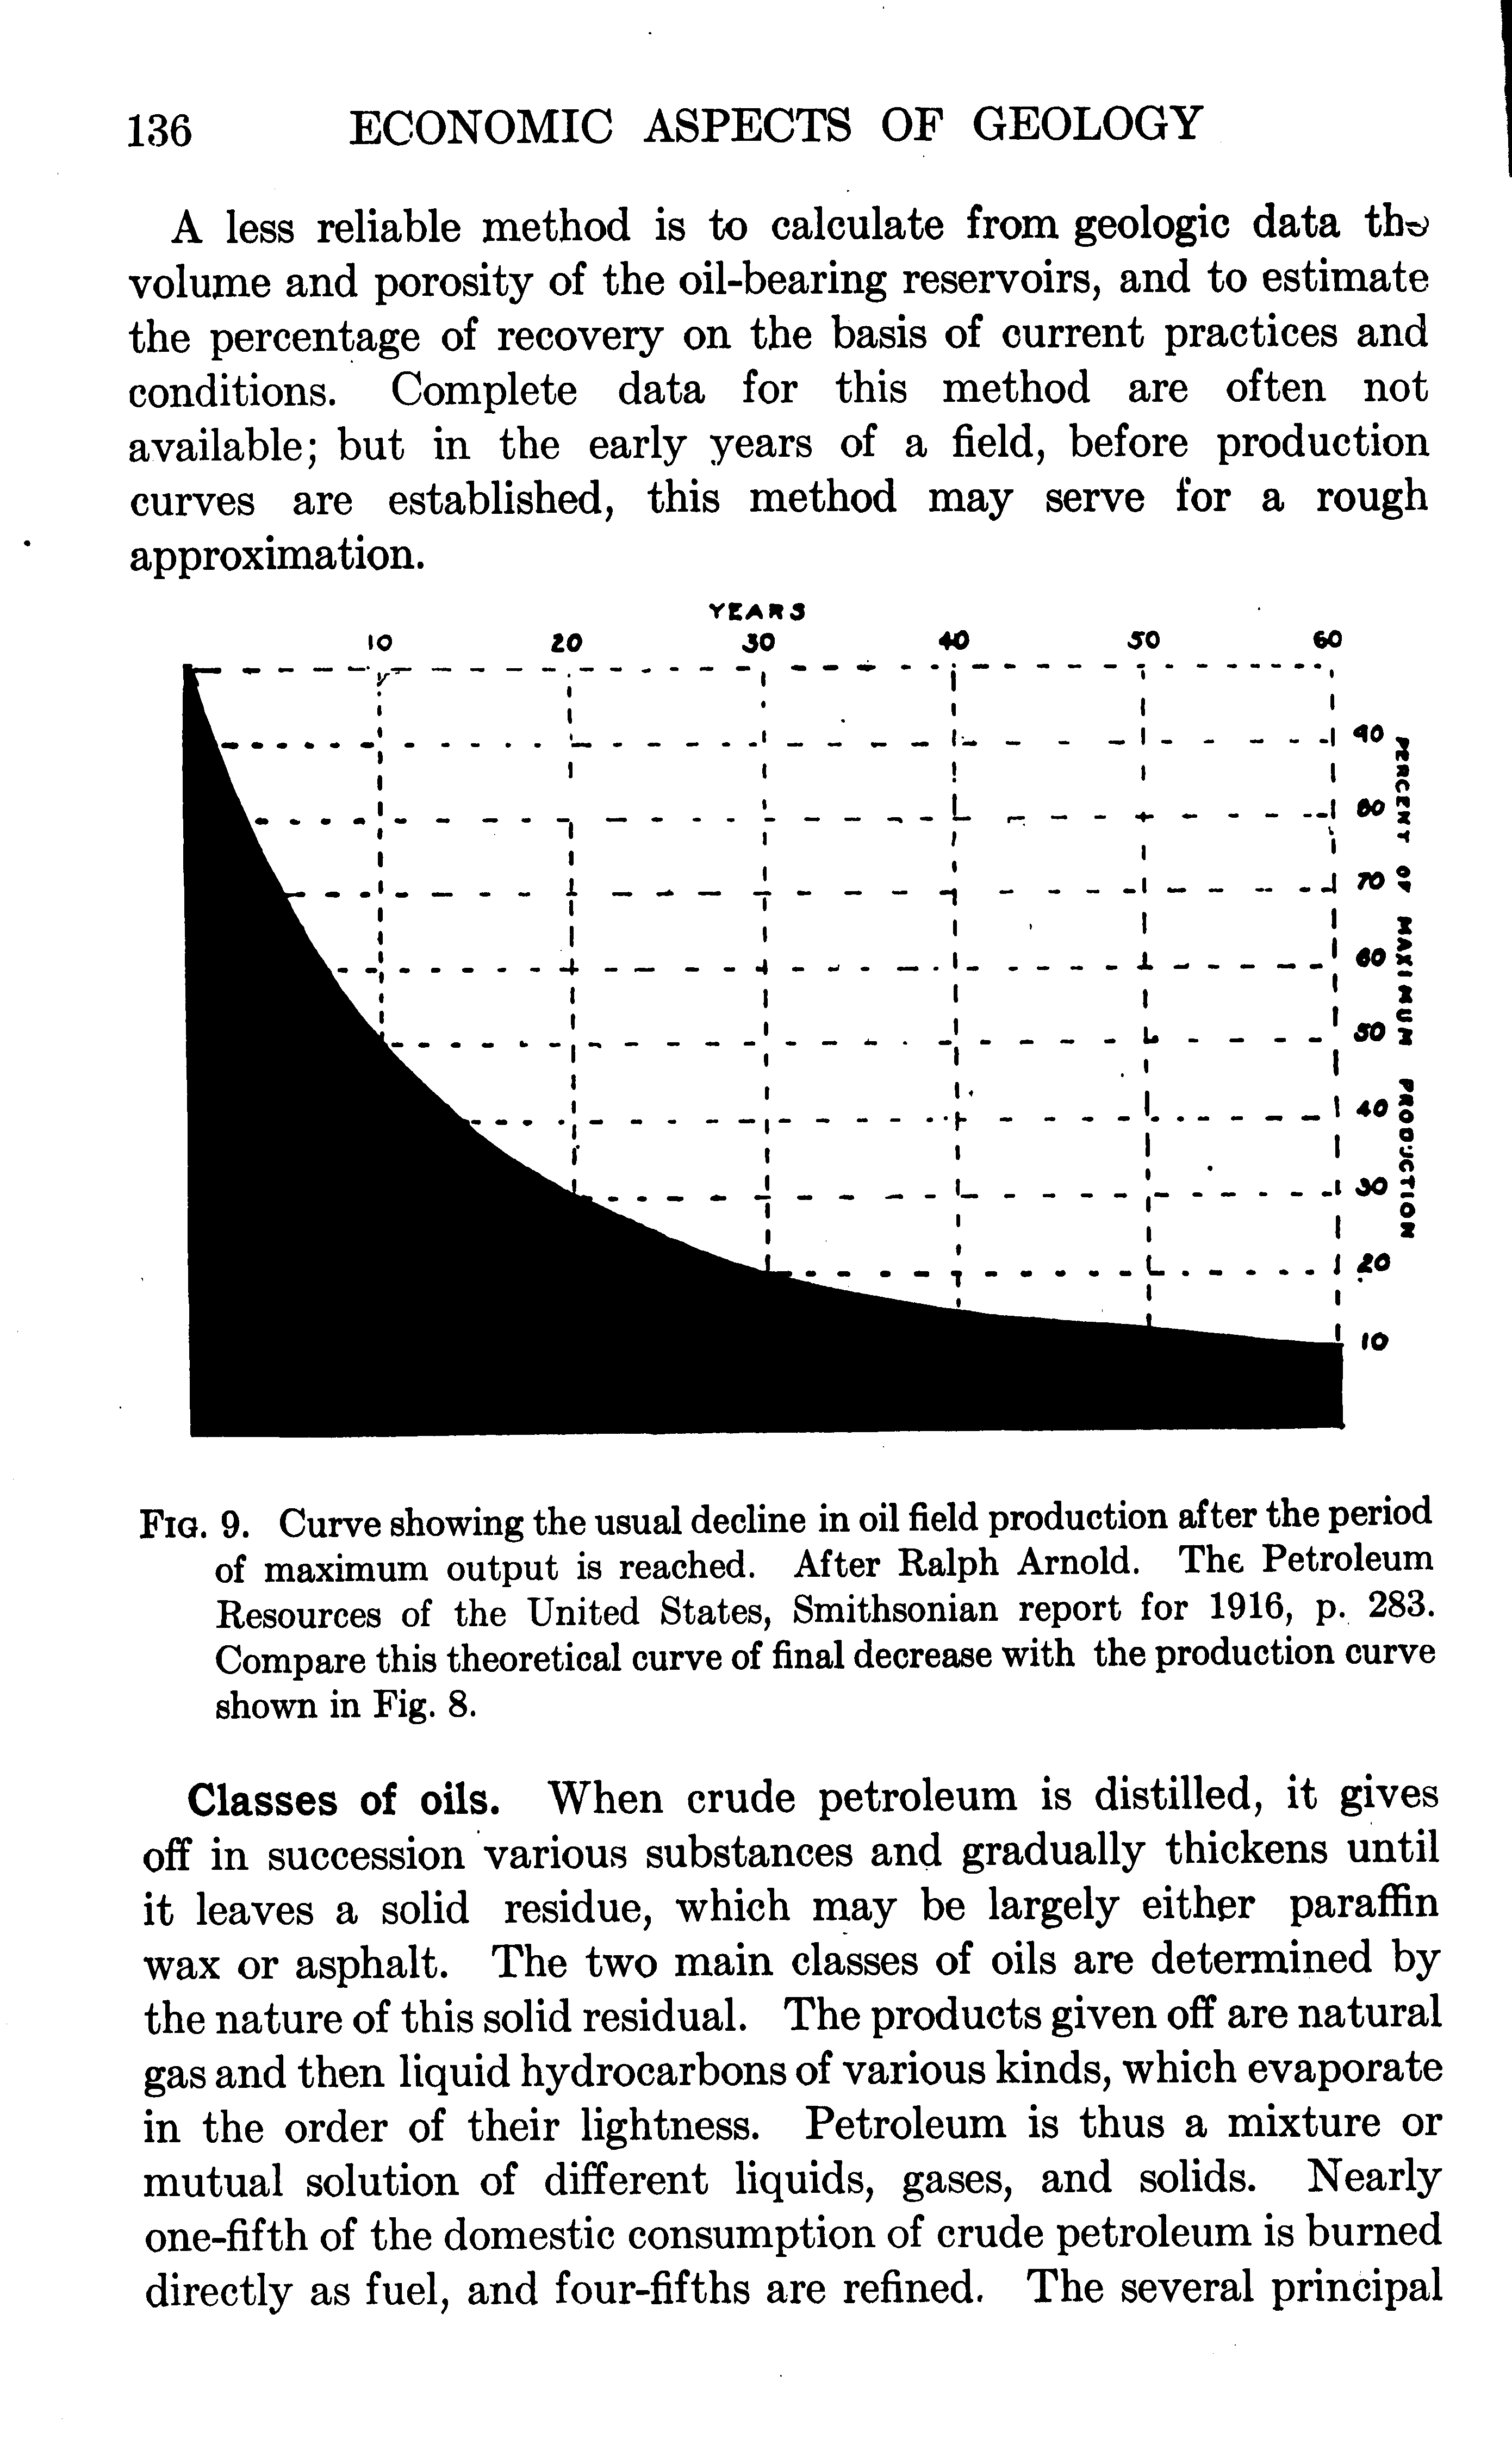 136 ECONOMIC ASPECTS OF GEOLOGY
A less reliable method is to calculate from geologic data the
volume and porosity of the oil-bearing reservoirs, and to estimate
the percentage of recovery on the basis of current practices and
conditions. Complete data for this method are often not
available; but in the early years of a field, before production
curves are established, this method may serve for a rough
approximation.
YEARS
10 20 30 40 50 60
90
80
70
60
50
40
30
20
10
PERCENT OF MAXIMUM PRODUCTION
FIG. 9. Curve showing the usual decline in oil field production after the period
of maximum output is reached. After Ralph Arnold. The Petroleum
Resources of the United States, Smithsonian report for 1916, p. 283.
Compare this theoretical curve of final decrease with the production curve
shown in Fig. 8.
Classes of oils. When crude petroleum is distilled, it gives
off in succession various substances and gradually thickens until
it leaves a solid residue, which may be largely either paraffin
wax or asphalt. The two main classes of oils are determined by
the nature of this solid residual. The products given off are natural
gas and then liquid hydrocarbons of various kinds, which evaporate
in the order of their lightness. Petroleum is thus a mixture or
mutual solution of different liquids, gases, and solids. Nearly
one-fifth of the domestic consumption of crude petroleum is burned
directly as fuel, and four-fifths are refined. The several principal